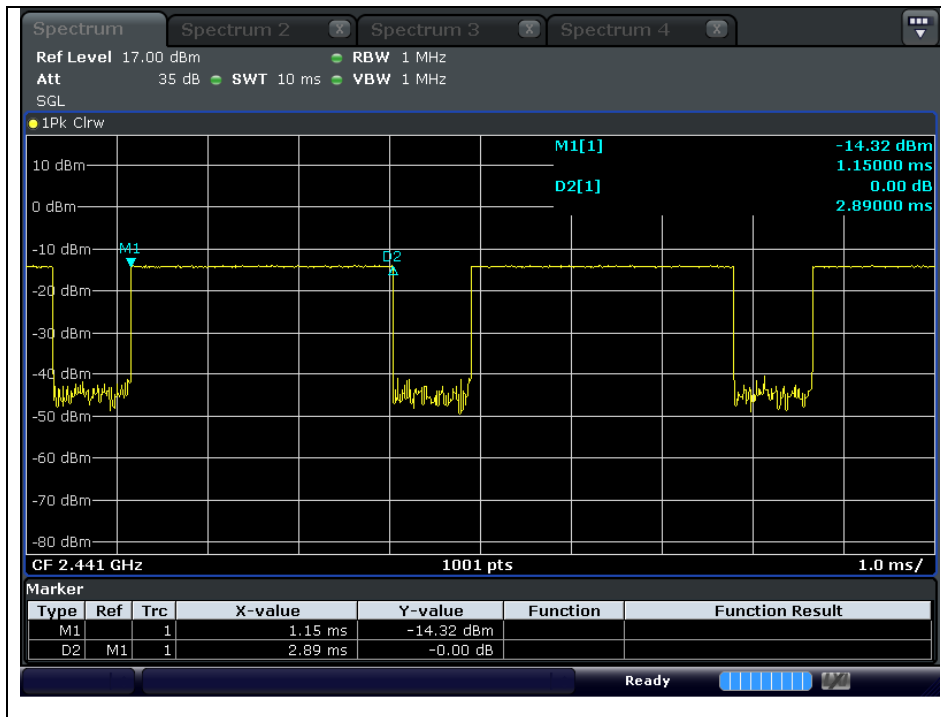 Spectrum Spectrum 2 X Spectrum 3 X Spectrum 4 X
Ref Level 17.00 dBm RBW 1 MHz
Att 35 dB SWT 10 ms VBW 1 MHz
SGL
1Pk Clrw
M1[1] -14.32 dBm
1.15000 ms
D2[1] 0.00 dB
2.89000 ms
10 dBm
0 dBm
-10 dBm
M1
D2
-20 dBm
-30 dBm
-40 dBm
-50 dBm
-60 dBm
-70 dBm
-80 dBm
CF 2.441 GHz 1001 pts 1.0 ms/
Marker
Type Ref Trc X-value Y-value Function Function Result
M1 1 1.15 ms -14.32 dBm
D2 M1 1 2.89 ms -0.00 dB
Ready